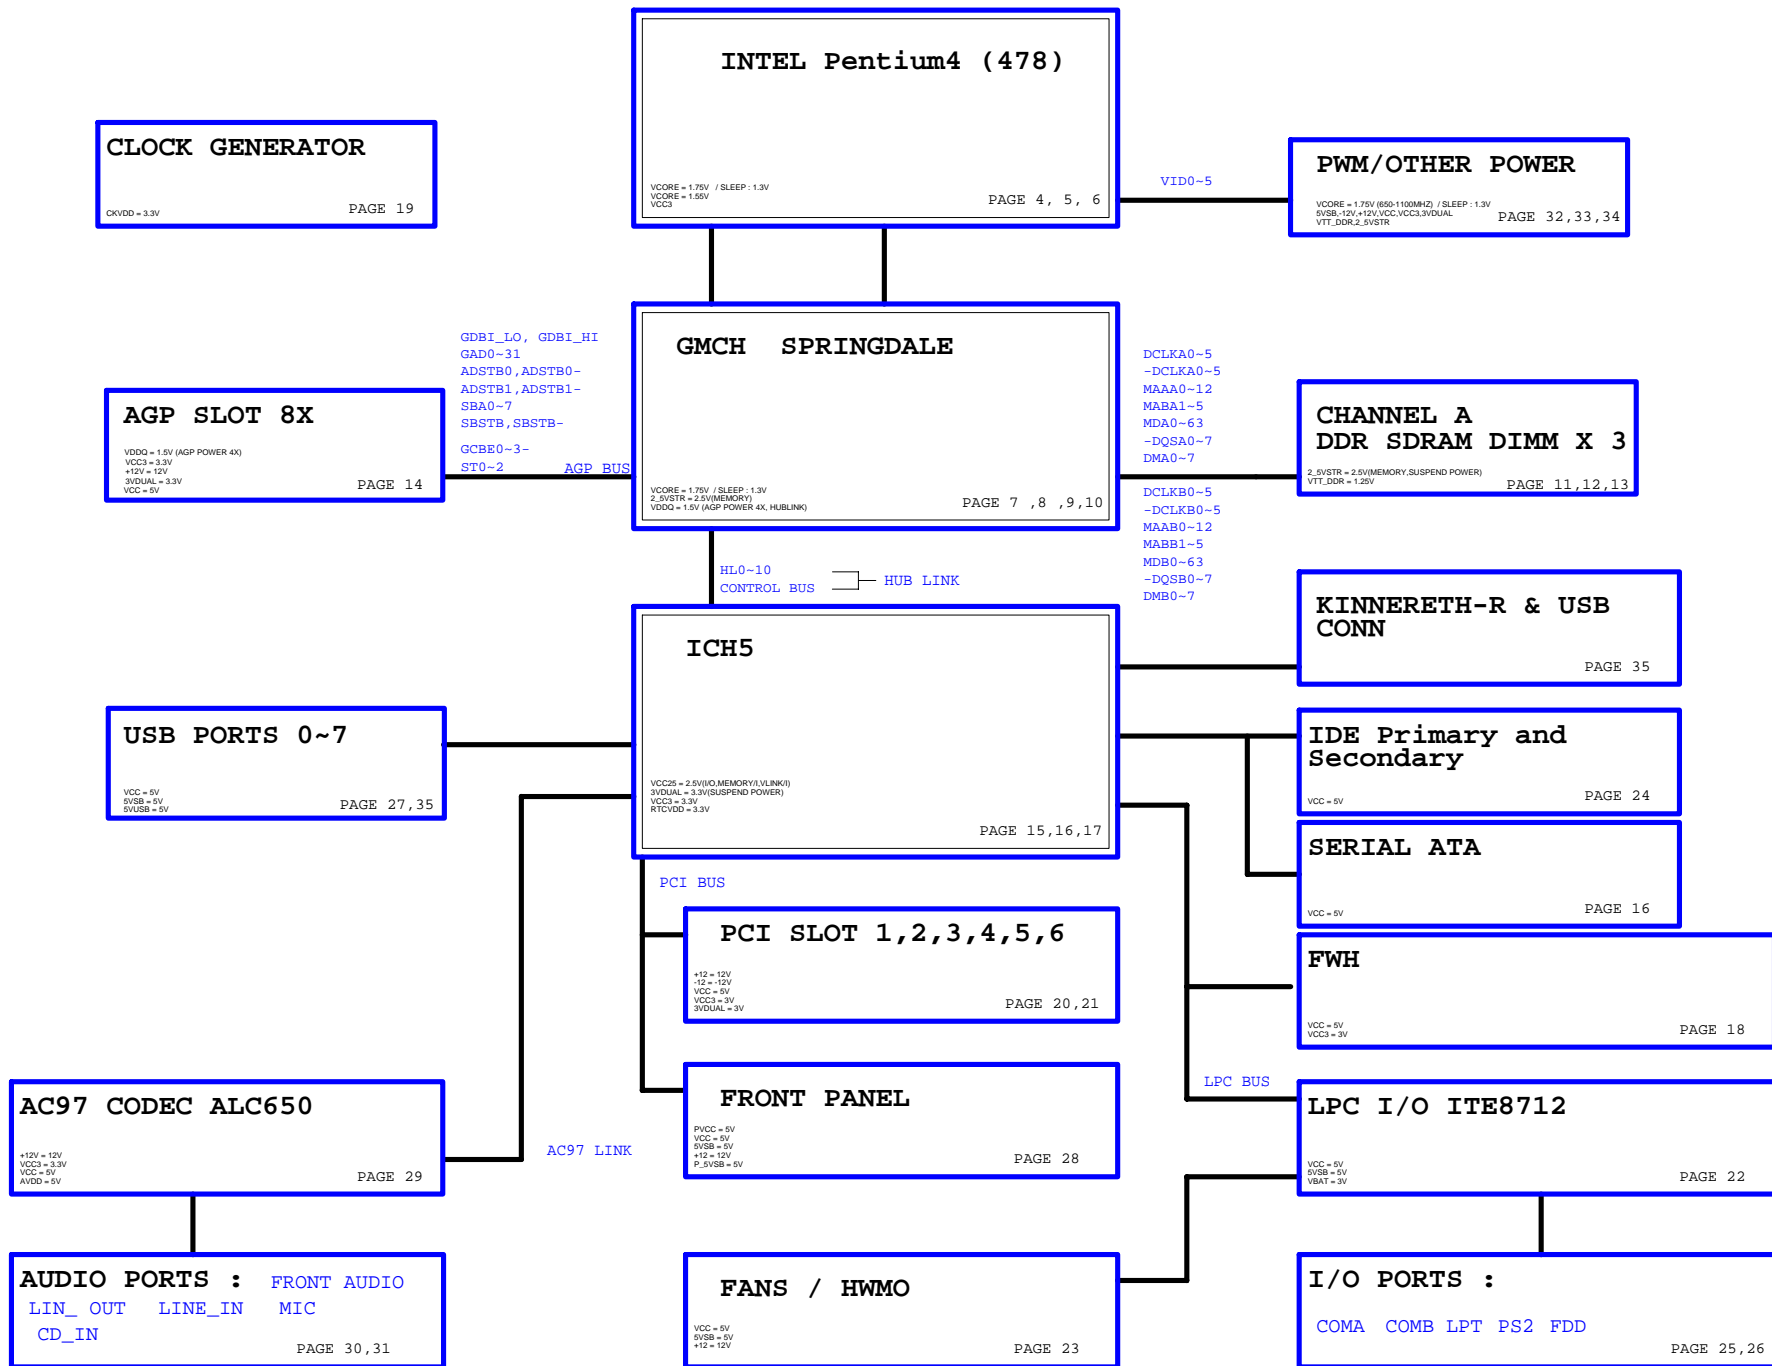 INTEL Pentium4 (478)
VCORE = 1.75V / SLEEP : 1.3V
VCORE = 1.55V
VCC3
PAGE 4, 5, 6
CLOCK GENERATOR
CKVDD = 3.3V
PAGE 19
VID0~5
PWM/OTHER POWER
VCORE = 1.75V (650-1100MHZ) / SLEEP : 1.3V
5VSB,-12V,+12V,VCC,VCC3,3VDUAL
VTT_DDR,2_5VSTR
PAGE 32,33,34
GMCH SPRINGDALE
VCORE = 1.75V / SLEEP : 1.3V
2_5VSTR = 2.5V(MEMORY)
VDDQ = 1.5V (AGP POWER 4X, HUBLINK)
PAGE 7 ,8 ,9,10
GDBI_LO, GDBI_HI
GAD0~31
ADSTB0,ADSTB0-
ADSTB1,ADSTB1-
SBA0~7
SBSTB,SBSTB-
GCBE0~3-
ST0~2
AGP BUS
AGP SLOT 8X
VDDQ = 1.5V (AGP POWER 4X)
VCC3 = 3.3V
+12V = 12V
3VDUAL = 3.3V
VCC = 5V
PAGE 14
DCLKA0~5
-DCLKA0~5
MAAA0~12
MABA1~5
MDA0~63
-DQSA0~7
DMA0~7
DCLKB0~5
-DCLKB0~5
MAAB0~12
MABB1~5
MDB0~63
-DQSB0~7
DMB0~7
CHANNEL A
DDR SDRAM DIMM X 3
2_5VSTR = 2.5V(MEMORY,SUSPEND POWER)
VTT_DDR = 1.25V
PAGE 11,12,13
HL0~10
CONTROL BUS
HUB LINK
ICH5
VCC25 = 2.5V(I/O,MEMORY/I,VLINK/I)
3VDUAL = 3.3V(SUSPEND POWER)
VCC3 = 3.3V
RTCVDD = 3.3V
PAGE 15,16,17
KINNERETH-R & USB
CONN
PAGE 35
USB PORTS 0~7
VCC = 5V
5VSB = 5V
5VUSB = 5V
PAGE 27,35
IDE Primary and
Secondary
VCC = 5V
PAGE 24
SERIAL ATA
VCC = 5V
PAGE 16
PCI BUS
PCI SLOT 1,2,3,4,5,6
+12 = 12V
-12 = -12V
VCC = 5V
VCC3 = 3V
3VDUAL = 3V
PAGE 20,21
FWH
VCC = 5V
VCC3 = 3V
PAGE 18
FRONT PANEL
PVCC = 5V
VCC = 5V
5VSB = 5V
+12 = 12V
P_5VSB = 5V
PAGE 28
LPC BUS
LPC I/O ITE8712
VCC = 5V
5VSB = 5V
VBAT = 3V
PAGE 22
AC97 CODEC ALC650
+12V = 12V
VCC3 = 3.3V
VCC = 5V
AVDD = 5V
PAGE 29
AC97 LINK
AUDIO PORTS : FRONT AUDIO
LIN_ OUT LINE_IN MIC
CD_IN
PAGE 30,31
FANS / HWMO
VCC = 5V
5VSB = 5V
+12 = 12V
PAGE 23
I/O PORTS :
COMA COMB LPT PS2 FDD
PAGE 25,26